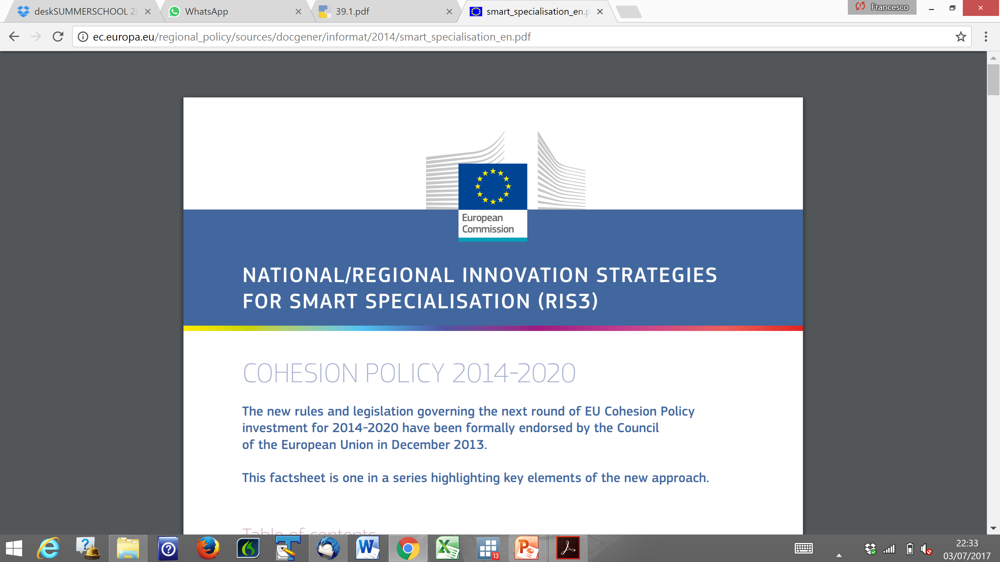 deskSUMMERSCHOOL 20
WhatsApp
39.1.pdf
smart_specialisation_en.p
Francesco
ec.europa.eu/regional_policy/sources/docgener/informat/2014/smart_specialisation_en.pdf
European
Commission
NATIONAL/REGIONAL INNOVATION STRATEGIES
FOR SMART SPECIALISATION (RIS3)
COHESION POLICY 2014-2020
The new rules and legislation governing the next round of EU Cohesion Policy
investment for 2014-2020 have been formally endorsed by the Council
of the European Union in December 2013.
This factsheet is one in a series highlighting key elements of the new approach.
Table of contents
13
22:33
03/07/2017